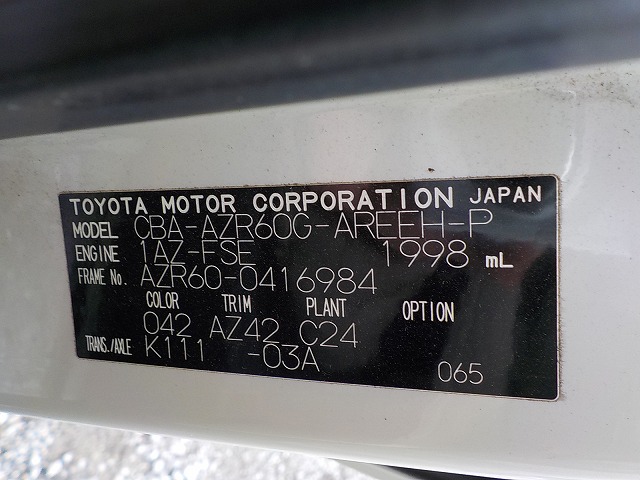 TOYOTA MOTOR CORPORATION JAPAN
MODEL CBA-AZR60G-AREEH-P
ENGINE 1AZ-FSE 1998 mL
FRAME No. AZR60-0416984
COLOR TRIM PLANT OPTION
042 AZ42 C24
TRANS./AXLE K111 -03A
065